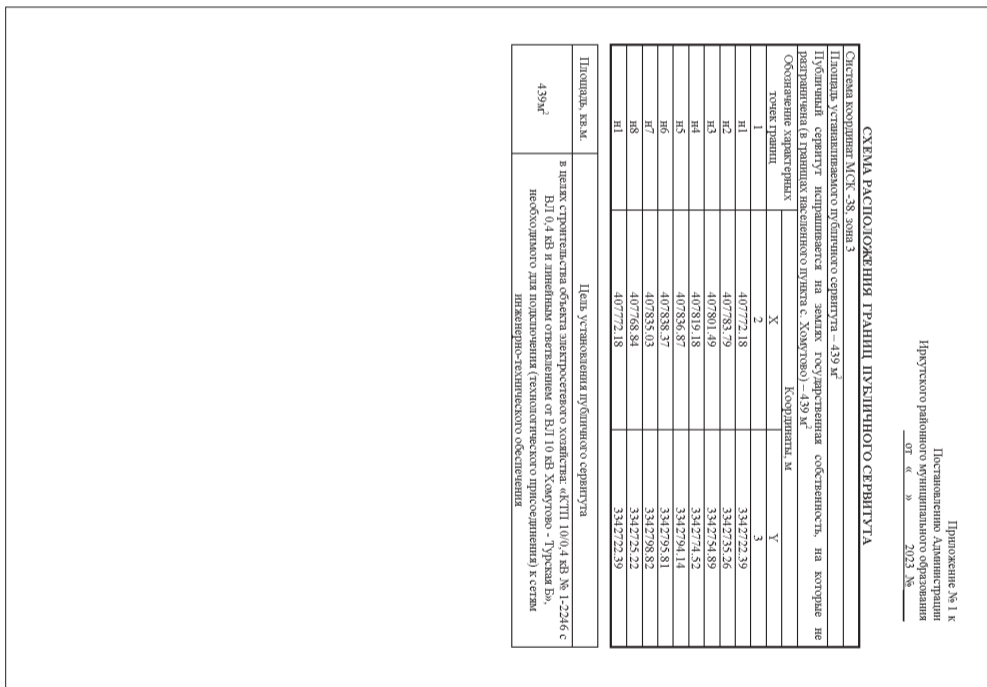 Приложение № 1 к
Постановлению Администрации
Иркутского районного муниципального образования
от « » 2023 №
СХЕМА РАСПОЛОЖЕНИЯ ГРАНИЦ ПУБЛИЧНОГО СЕРВИТУТА
Система координат МСК -38, зона 3
Площадь устанавливаемого публичного сервитута – 439 м²
Публичный сервитут испрашивается на землях государственная собственность, на которые не
разграничена (в границах населенного пункта с. Хомутово) – 439 м²
Обозначение характерных точек границ Координаты, м
X Y
1 2 3
н1 407772.18 3342722.39
н2 407783.79 3342735.26
н3 407801.49 3342754.89
н4 407819.18 3342774.52
н5 407836.87 3342794.14
н6 407838.37 3342795.81
н7 407835.03 3342798.82
н8 407768.84 3342725.22
н1 407772.18 3342722.39
Площадь, кв.м. Цель установления публичного сервитута
439м²
в целях строительства объекта электросетевого хозяйства: «КТП 10/0,4 кВ № 1-2246 с
ВЛ 0,4 кВ и линейным ответвлением от ВЛ 10 кВ Хомутово - Турская Б»,
необходимого для подключения (технологического присоединения) к сетям
инженерно-технического обеспечения